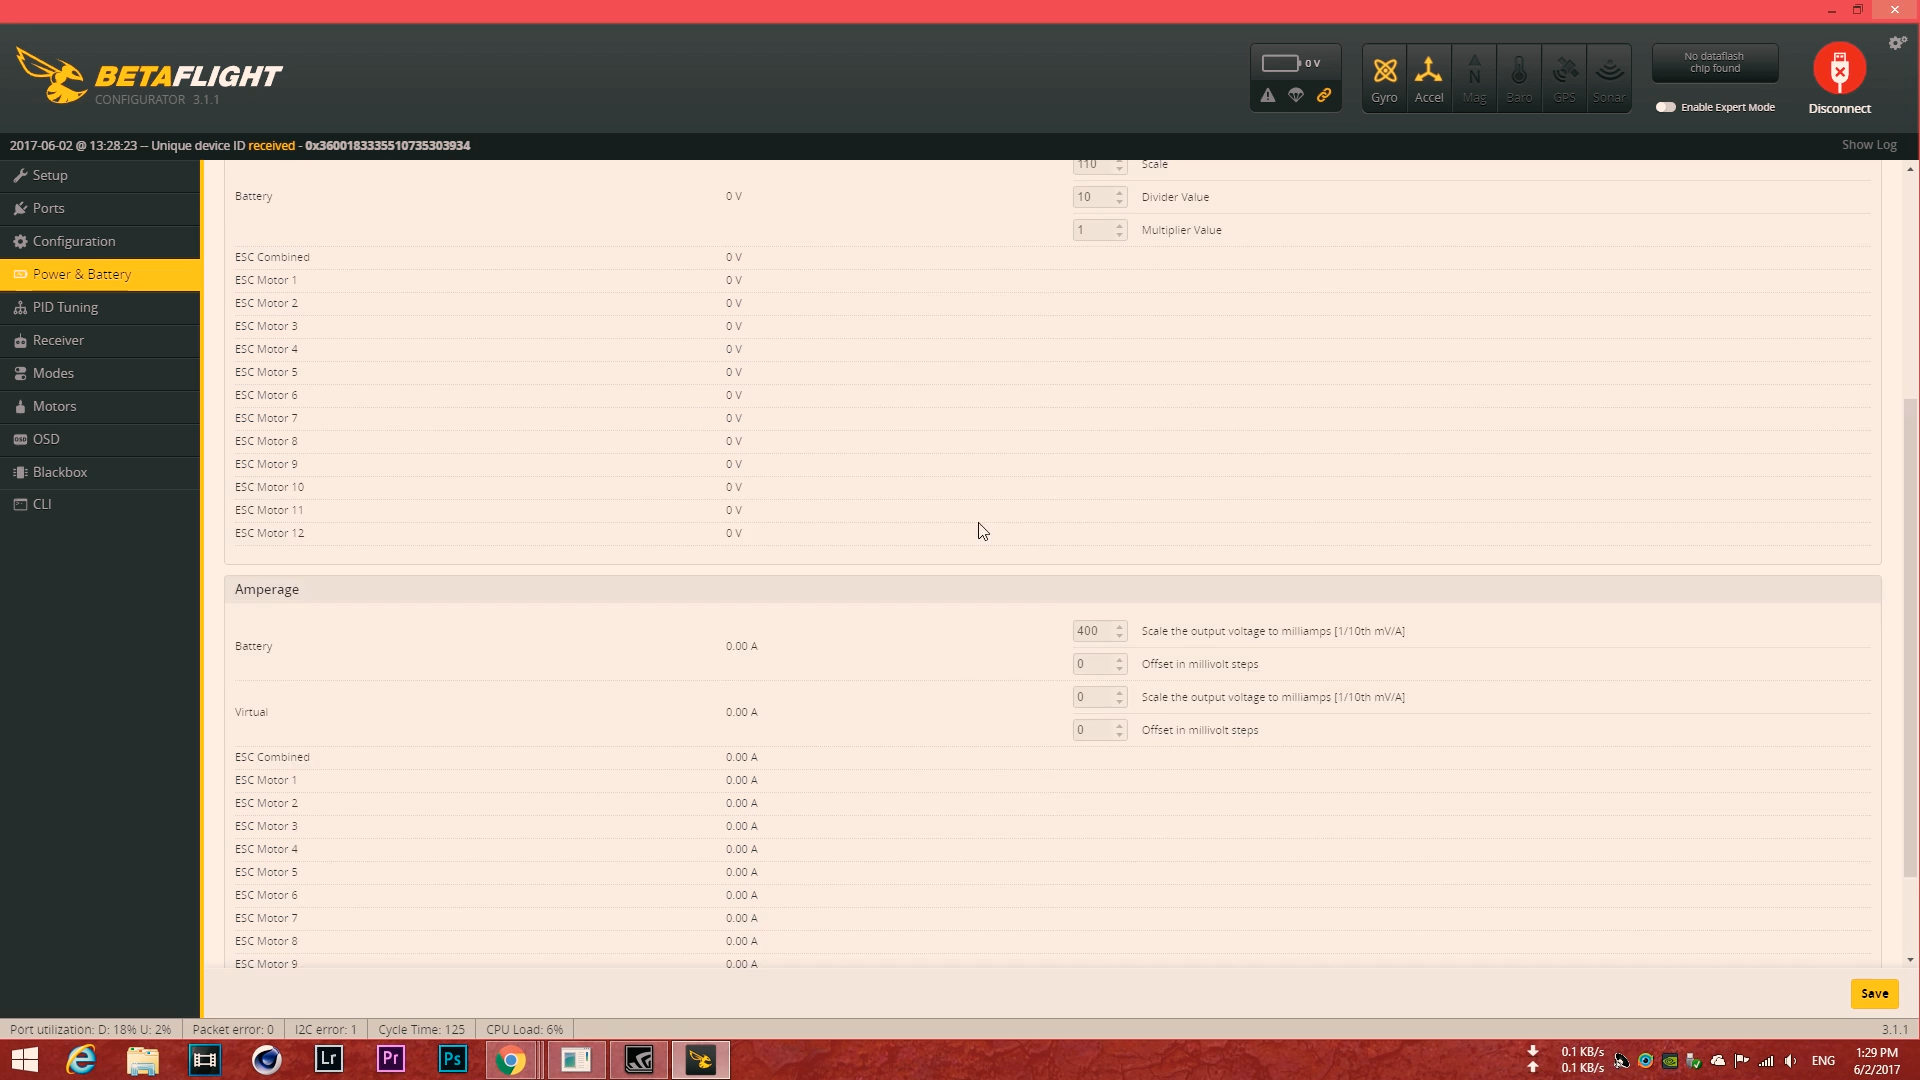 BETAFLIGHT
CONFIGURATOR 3.1.1
0 V
Gyro
Accel
Mag
Baro
GPS
Sonar
No dataflash
chip found
Enable Expert Mode
Disconnect
2017-06-02 @ 13:28:23 -- Unique device ID received - 0x3600183335510735303934
Show Log
Setup
Ports
Configuration
Power & Battery
PID Tuning
Receiver
Modes
Motors
OSD
Blackbox
CLI
110 Scale
Battery 0 V 10 Divider Value
1 Multiplier Value
ESC Combined 0 V
ESC Motor 1 0 V
ESC Motor 2 0 V
ESC Motor 3 0 V
ESC Motor 4 0 V
ESC Motor 5 0 V
ESC Motor 6 0 V
ESC Motor 7 0 V
ESC Motor 8 0 V
ESC Motor 9 0 V
ESC Motor 10 0 V
ESC Motor 11 0 V
ESC Motor 12 0 V
Amperage
400 Scale the output voltage to milliamps [1/10th mV/A]
Battery 0.00 A
0 Offset in millivolt steps
0 Scale the output voltage to milliamps [1/10th mV/A]
Virtual 0.00 A
0 Offset in millivolt steps
ESC Combined 0.00 A
ESC Motor 1 0.00 A
ESC Motor 2 0.00 A
ESC Motor 3 0.00 A
ESC Motor 4 0.00 A
ESC Motor 5 0.00 A
ESC Motor 6 0.00 A
ESC Motor 7 0.00 A
ESC Motor 8 0.00 A
ESC Motor 9 0.00 A
Save
Port utilization: D: 18% U: 2% Packet error: 0 I2C error: 1 Cycle Time: 125 CPU Load: 6% 3.1.1
Lr
Pr
Ps
0.1 KB/s
0.1 KB/s
ENG
1:29 PM
6/2/2017